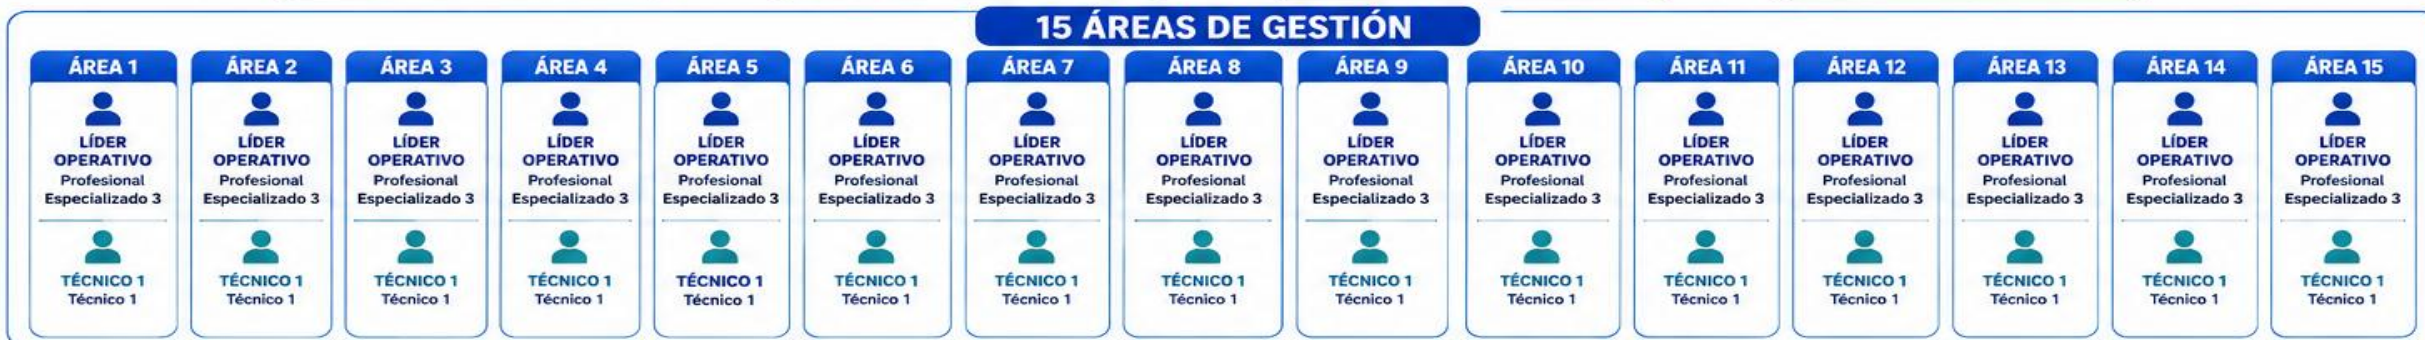 15 ÁREAS DE GESTIÓN
ÁREA 1
LÍDER
OPERATIVO
Profesional
Especializado 3
TÉCNICO 1
Técnico 1
ÁREA 2
LÍDER
OPERATIVO
Profesional
Especializado 3
TÉCNICO 1
Técnico 1
ÁREA 3
LÍDER
OPERATIVO
Profesional
Especializado 3
TÉCNICO 1
Técnico 1
ÁREA 4
LÍDER
OPERATIVO
Profesional
Especializado 3
TÉCNICO 1
Técnico 1
ÁREA 5
LÍDER
OPERATIVO
Profesional
Especializado 3
TÉCNICO 1
Técnico 1
ÁREA 6
LÍDER
OPERATIVO
Profesional
Especializado 3
TÉCNICO 1
Técnico 1
ÁREA 7
LÍDER
OPERATIVO
Profesional
Especializado 3
TÉCNICO 1
Técnico 1
ÁREA 8
LÍDER
OPERATIVO
Profesional
Especializado 3
TÉCNICO 1
Técnico 1
ÁREA 9
LÍDER
OPERATIVO
Profesional
Especializado 3
TÉCNICO 1
Técnico 1
ÁREA 10
LÍDER
OPERATIVO
Profesional
Especializado 3
TÉCNICO 1
Técnico 1
ÁREA 11
LÍDER
OPERATIVO
Profesional
Especializado 3
TÉCNICO 1
Técnico 1
ÁREA 12
LÍDER
OPERATIVO
Profesional
Especializado 3
TÉCNICO 1
Técnico 1
ÁREA 13
LÍDER
OPERATIVO
Profesional
Especializado 3
TÉCNICO 1
Técnico 1
ÁREA 14
LÍDER
OPERATIVO
Profesional
Especializado 3
TÉCNICO 1
Técnico 1
ÁREA 15
LÍDER
OPERATIVO
Profesional
Especializado 3
TÉCNICO 1
Técnico 1